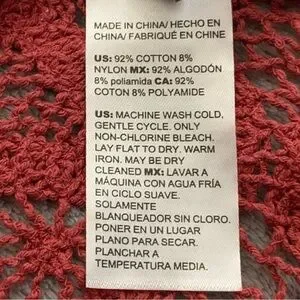 MADE IN CHINA/ HECHO EN
CHINA/ FABRIQUÉ EN CHINE
US: 92% COTTON 8%
NYLON MX: 92% ALGODÓN
8% poliamida CA: 92%
COTON 8% POLYAMIDE
US: MACHINE WASH COLD.
GENTLE CYCLE. ONLY
NON-CHLORINE BLEACH.
LAY FLAT TO DRY. WARM
IRON. MAY BE DRY
CLEANED MX: LAVAR A
MÁQUINA CON AGUA FRÍA
EN CICLO SUAVE.
SOLAMENTE
BLANQUEADOR SIN CLORO.
PONER EN UN LUGAR
PLANO PARA SECAR.
PLANCHAR A
TEMPERATURA MEDIA.